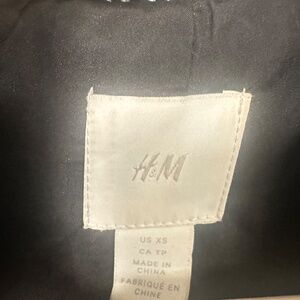 H&M
US XS
CA TP
MADE IN
CHINA
FABRIQUÉ EN
CHINE